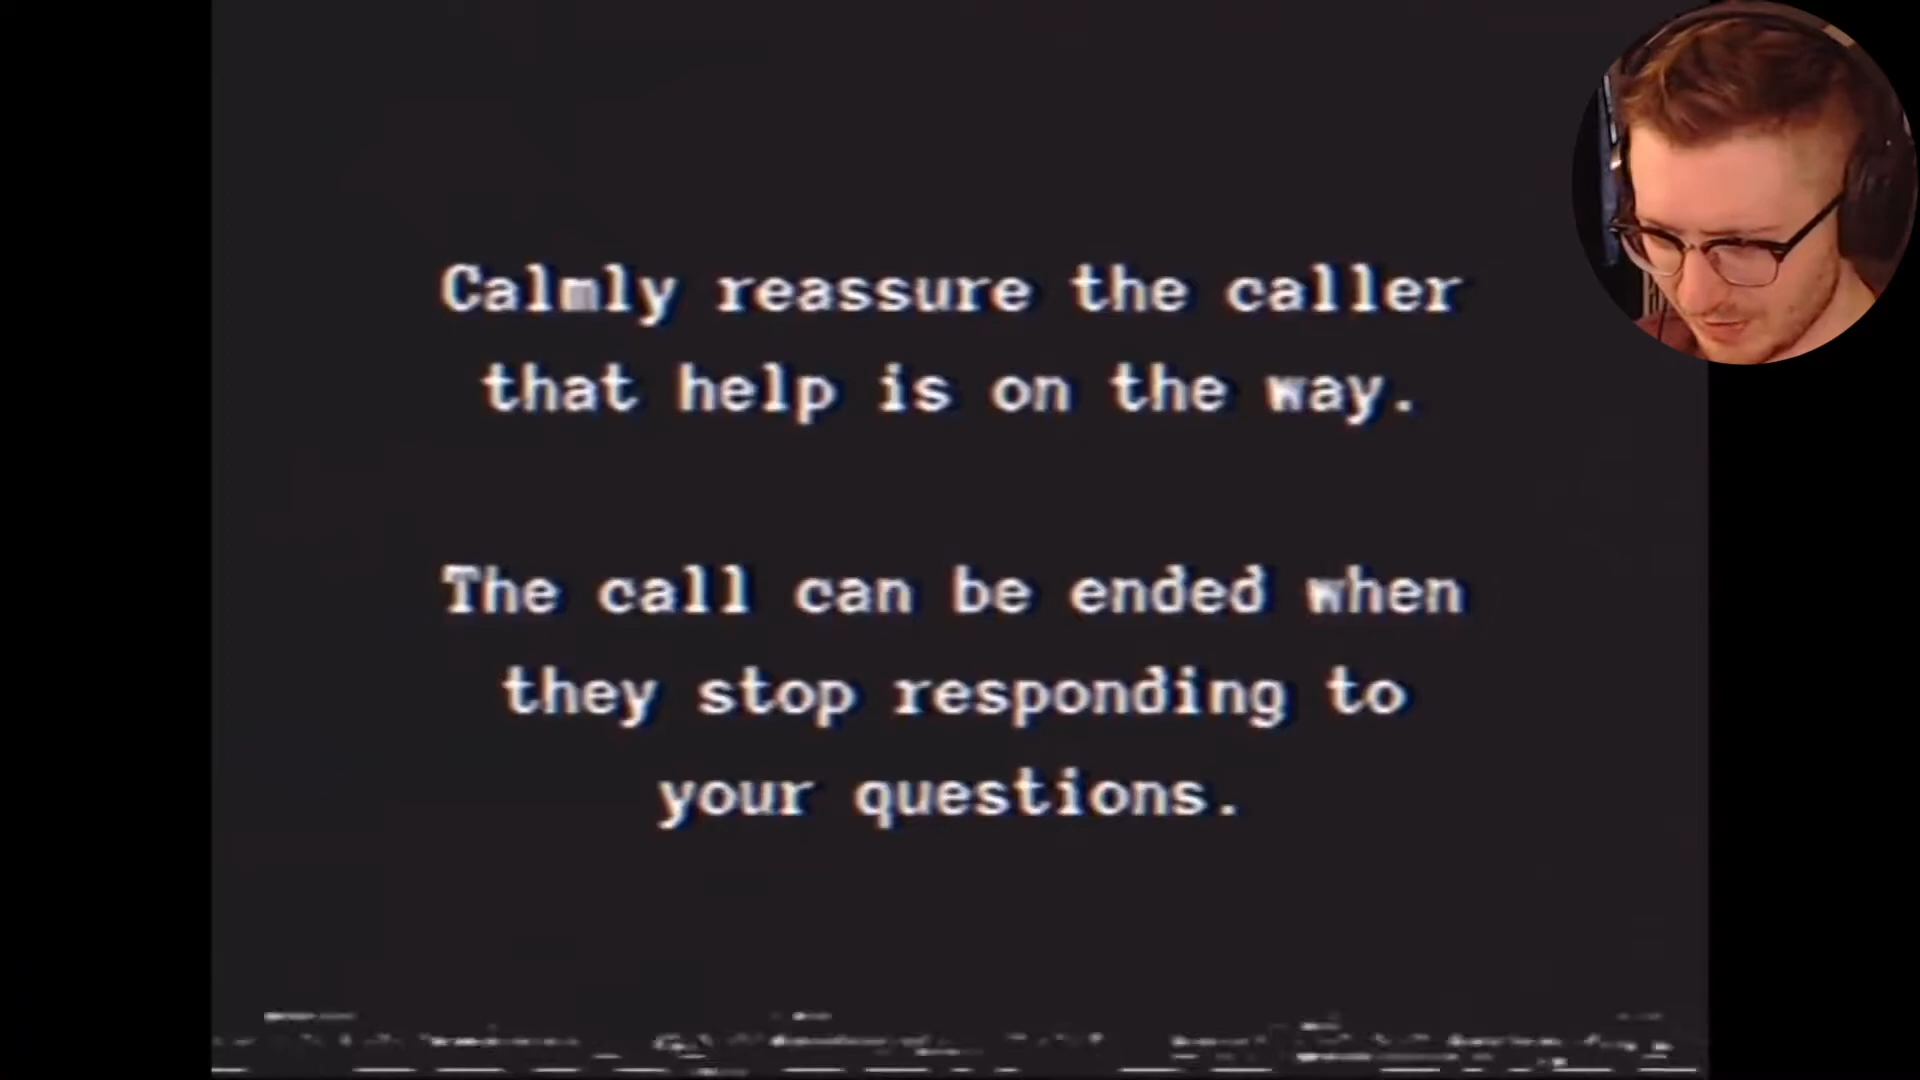 Calmly reassure the caller
that help is on the way.
The call can be ended when
they stop responding to
your questions.